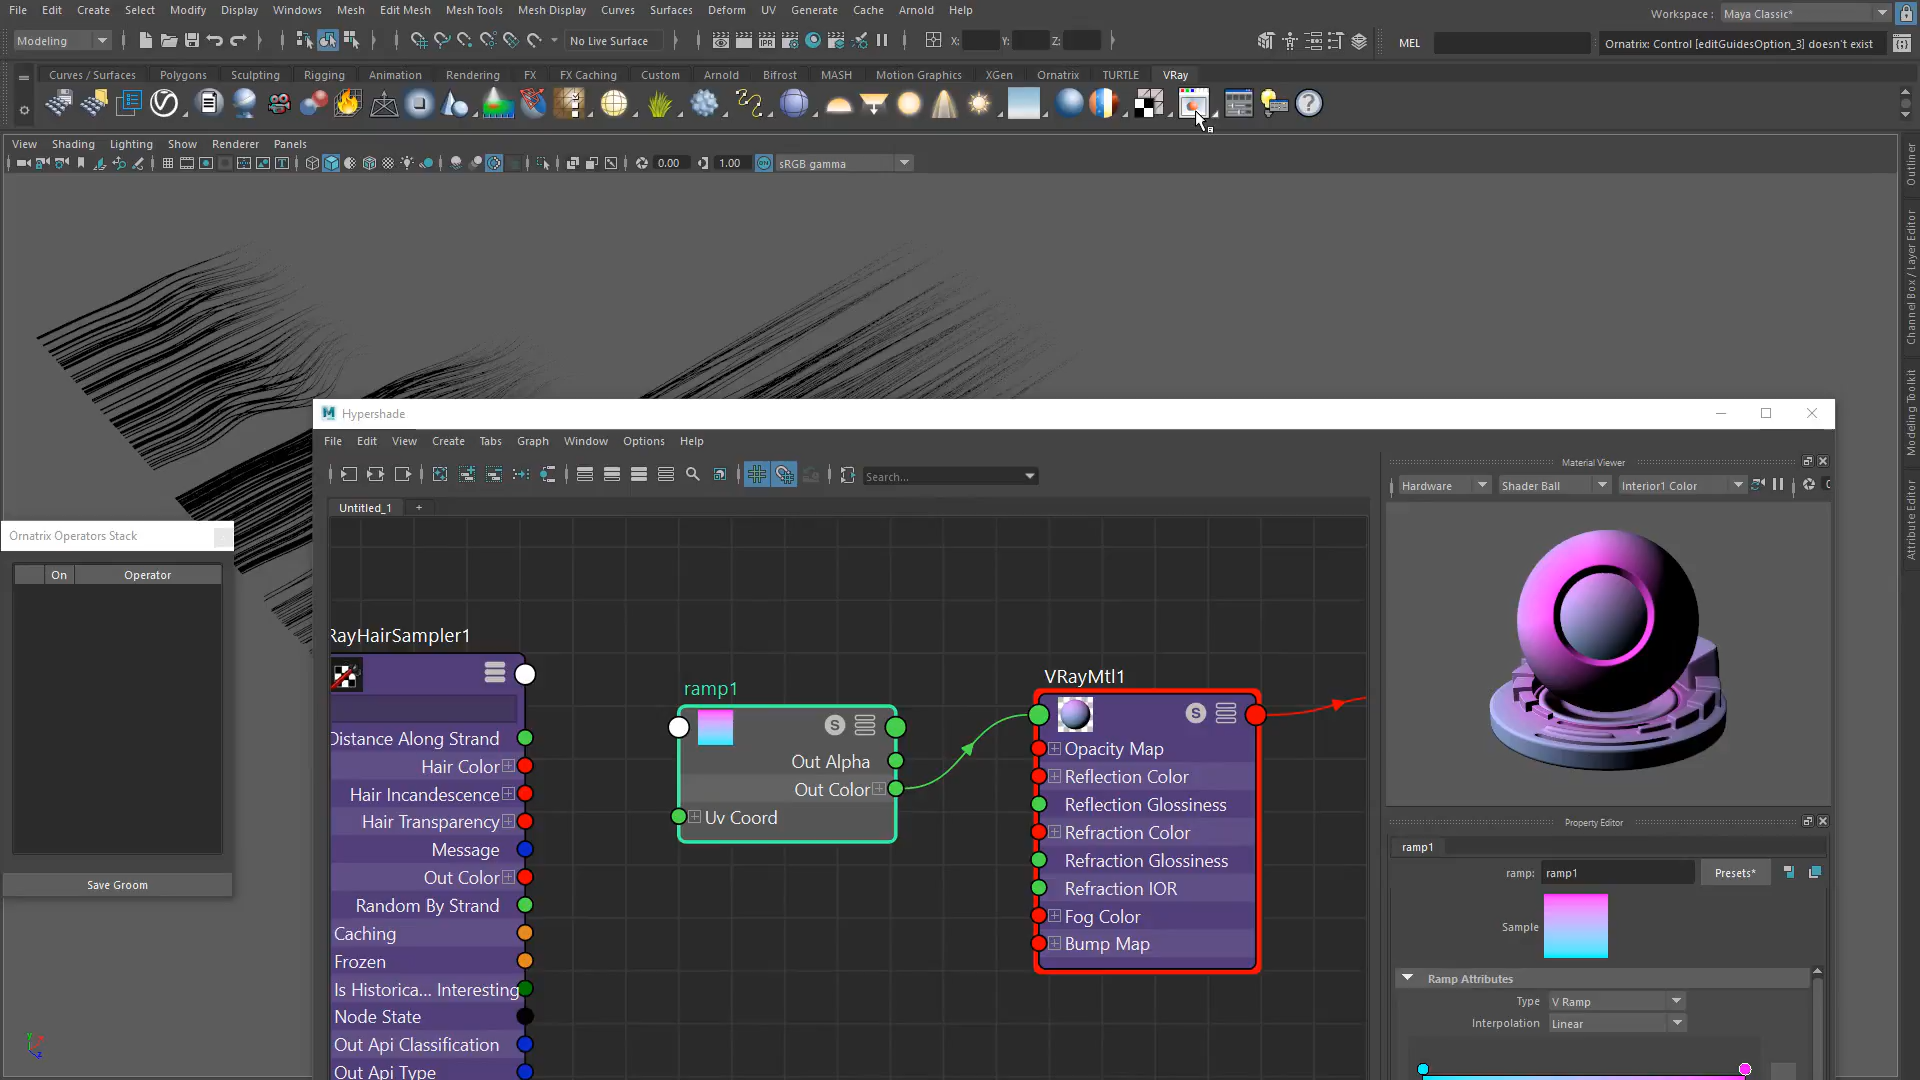 File Edit Create Select Modify Display Windows Mesh Edit Mesh Mesh Tools Mesh Display Curves Surfaces Deform UV Generate Cache Arnold Help
Workspace : Maya Classic*
Modeling No Live Surface X: Y: Z: MEL Ornatrix: Control [editGuidesOption_3] doesn't exist
Curves / Surfaces Polygons Sculpting Rigging Animation Rendering FX FX Caching Custom Arnold Bifrost MASH Motion Graphics XGen Ornatrix TURTLE VRay
View Shading Lighting Show Renderer Panels
0.00 1.00 ON sRGB gamma
Outliner
Channel Box / Layer Editor
Modeling Toolkit
Attribute Editor
Hypershade
File Edit View Create Tabs Graph Window Options Help
Search...
Untitled_1 +
Material Viewer
Hardware Shader Ball Interior1 Color
Ornatrix Operators Stack
On Operator
Save Groom
RayHairSampler1
Distance Along Strand
Hair Color
Hair Incandescence
Hair Transparency
Message
Out Color
Random By Strand
Caching
Frozen
Is Historica... Interesting
Node State
Out Api Classification
Out Api Type
ramp1
S
Out Alpha
Out Color
Uv Coord
VRayMtl1
S
Opacity Map
Reflection Color
Reflection Glossiness
Refraction Color
Refraction Glossiness
Refraction IOR
Fog Color
Bump Map
Property Editor
ramp1
ramp: ramp1 Presets*
Sample
Ramp Attributes
Type V Ramp
Interpolation Linear